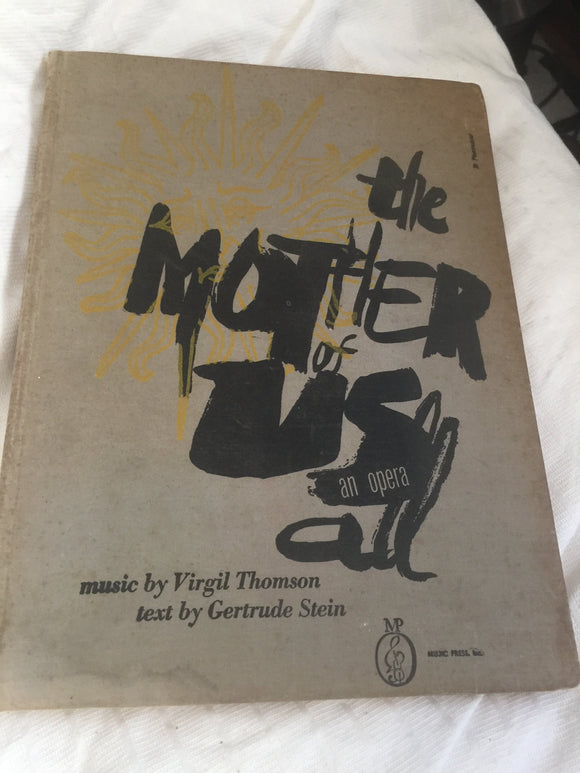 the
MOTHER
of
US
an opera
all
music by Virgil Thomson
text by Gertrude Stein
MP
MUSIC PRESS, Inc.